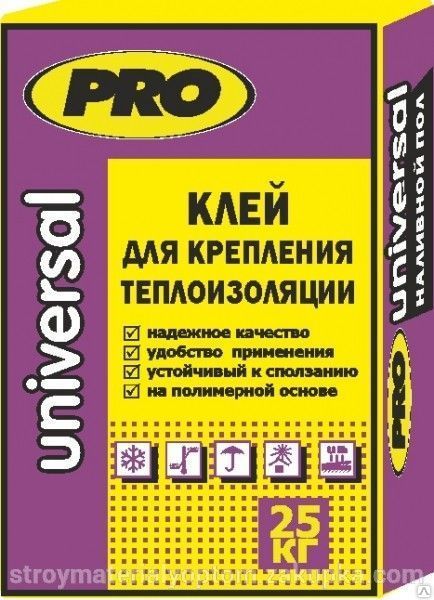 PRO
universal
КЛЕЙ
ДЛЯ КРЕПЛЕНИЯ
ТЕПЛОИЗОЛЯЦИИ
надежное качество
удобство применения
устойчивый к сползанию
на полимерной основе
25
КГ
PRO universal
НАЛИВНОЙ ПОЛ